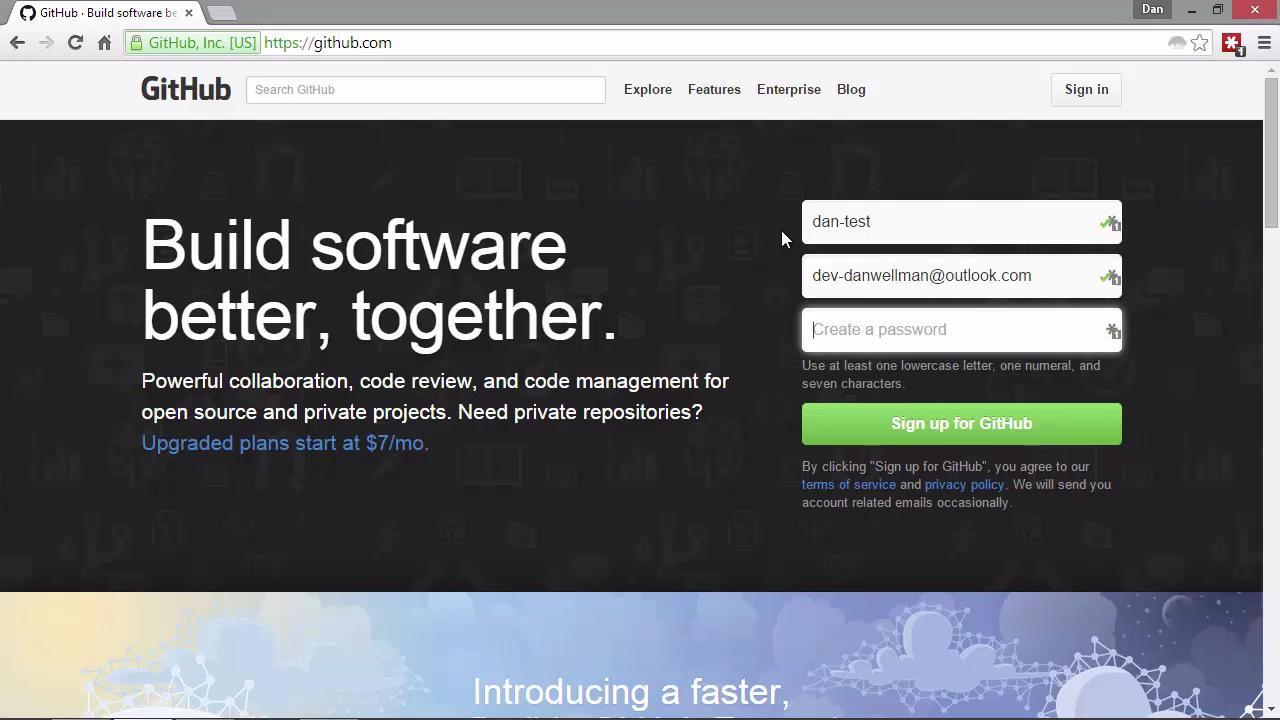 GitHub · Build software be
Dan
GitHub, Inc. [US]
https://github.com
1
GitHub
Search GitHub
Explore
Features
Enterprise
Blog
Sign in
Build software
better, together.
Powerful collaboration, code review, and code management for
open source and private projects. Need private repositories?
Upgraded plans start at $7/mo.
dan-test
1
dev-danwellman@outlook.com
1
Create a password
1
Use at least one lowercase letter, one numeral, and
seven characters.
Sign up for GitHub
By clicking "Sign up for GitHub", you agree to our
terms of service and privacy policy. We will send you
account related emails occasionally.
Introducing a faster,